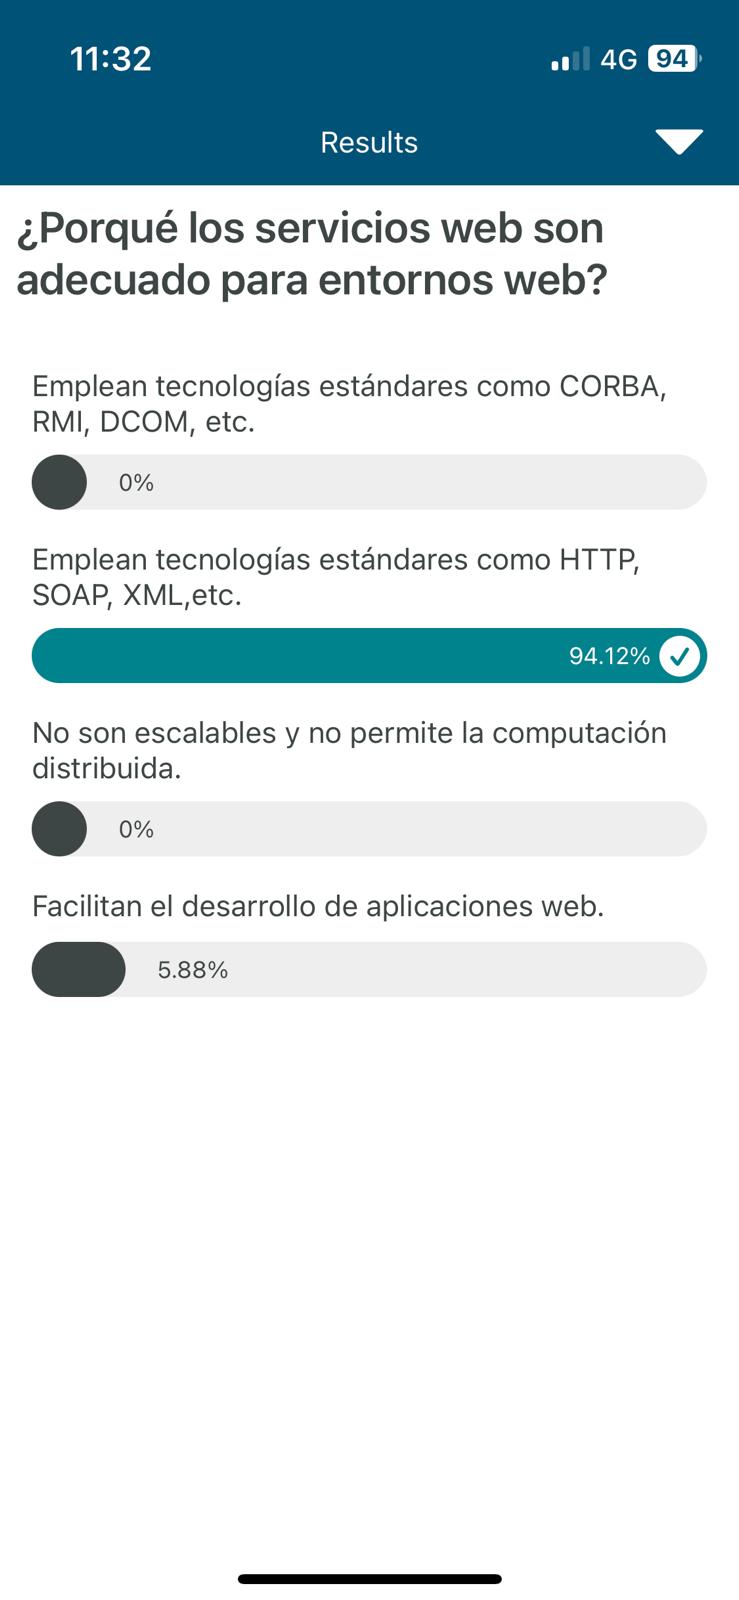 11:32
4G 94
Results
¿Porqué los servicios web son
adecuado para entornos web?
Emplean tecnologías estándares como CORBA,
RMI, DCOM, etc.
0%
Emplean tecnologías estándares como HTTP,
SOAP, XML,etc.
94.12%
No son escalables y no permite la computación
distribuida.
0%
Facilitan el desarrollo de aplicaciones web.
5.88%